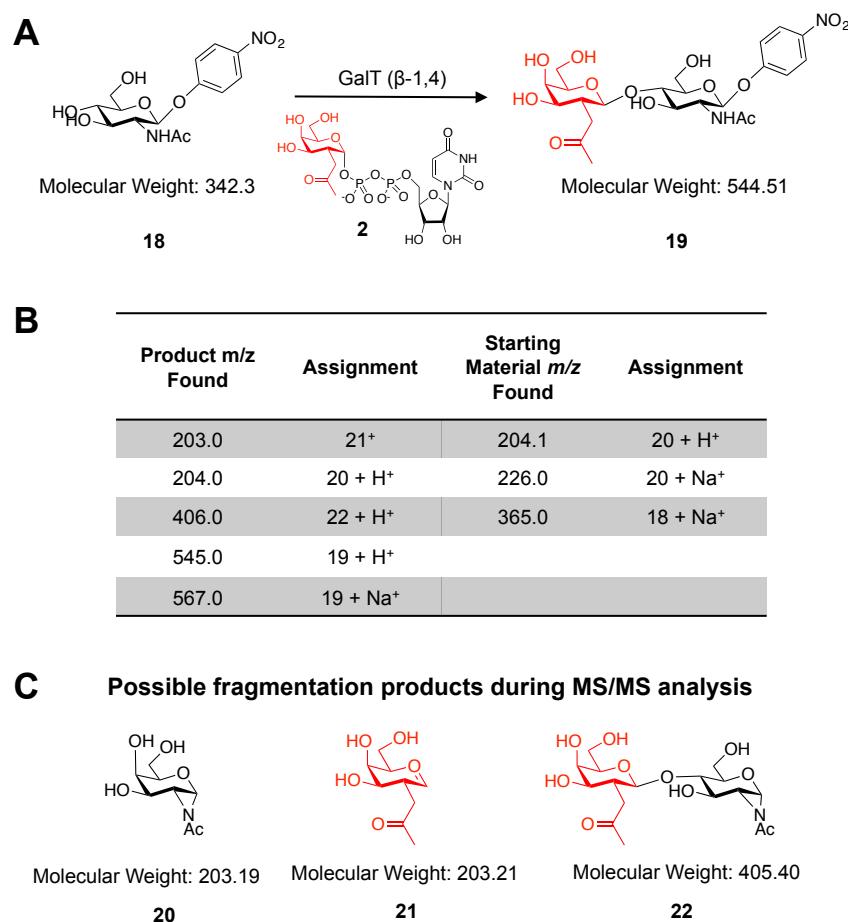 A
NO₂
OH
HO
HO
O
O
NHAc
Molecular Weight: 342.3
18
GalT (β-1,4)
HO
OH
O
HO
O
O
P
O
P
O
O
O⁻
O
O⁻
O
N
NH
O
O
HO
OH
2
NO₂
HO
OH
O
HO
O
O
OH
O
HO
O
NHAc
Molecular Weight: 544.51
19
B
Product m/z Found
Assignment
Starting Material m/z Found
Assignment
203.0 21⁺ 204.1 20 + H⁺
204.0 20 + H⁺ 226.0 20 + Na⁺
406.0 22 + H⁺ 365.0 18 + Na⁺
545.0 19 + H⁺
567.0 19 + Na⁺
C Possible fragmentation products during MS/MS analysis
OH
OH
O
HO
N
Ac
Molecular Weight: 203.19
20
HO
OH
O
HO
O
Molecular Weight: 203.21
21
HO
OH
O
HO
O
O
OH
O
HO
N
Ac
Molecular Weight: 405.40
22